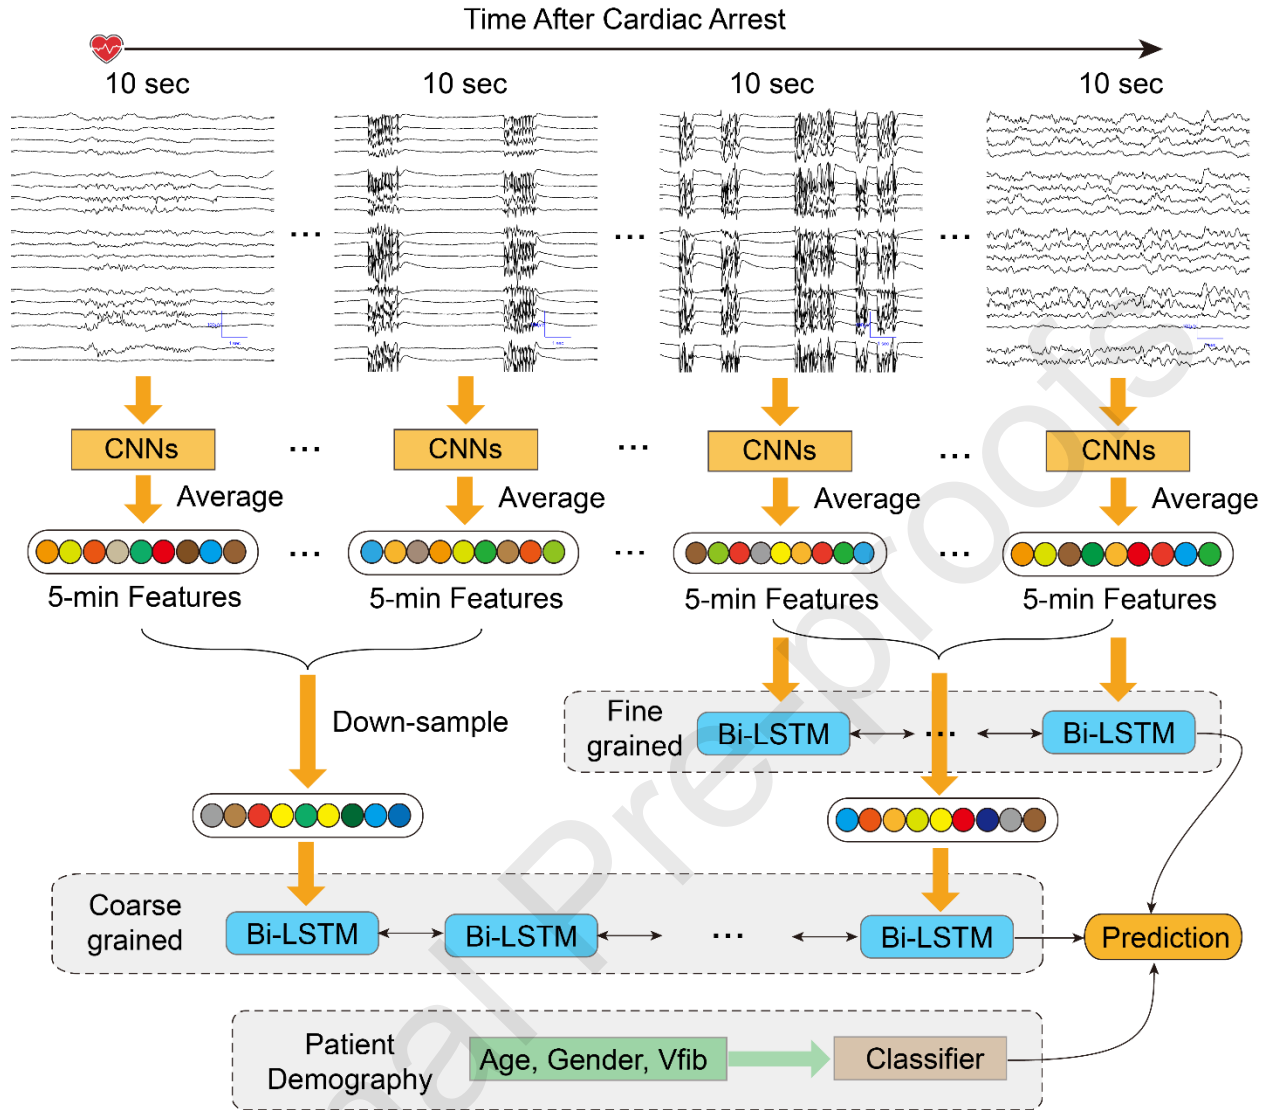 Time After Cardiac Arrest
10 sec
10 sec
10 sec
10 sec
...
...
...
1 sec
CNNs
...
CNNs
...
CNNs
...
CNNs
Average
Average
Average
Average
...
...
...
5-min Features
5-min Features
5-min Features
5-min Features
Down-sample
Fine
grained
Bi-LSTM
...
Bi-LSTM
Coarse
grained
Bi-LSTM
Bi-LSTM
...
Bi-LSTM
Prediction
Patient
Demography
Age, Gender, Vfib
Classifier
nal Pre-proofs